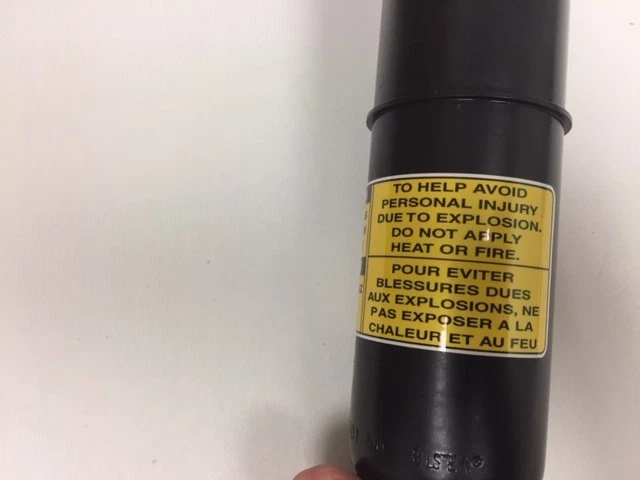 TO HELP AVOID
PERSONAL INJURY
DUE TO EXPLOSION.
DO NOT APPLY
HEAT OR FIRE.
POUR EVITER
BLESSURES DUES
AUX EXPLOSIONS, NE
PAS EXPOSER A LA
CHALEUR ET AU FEU